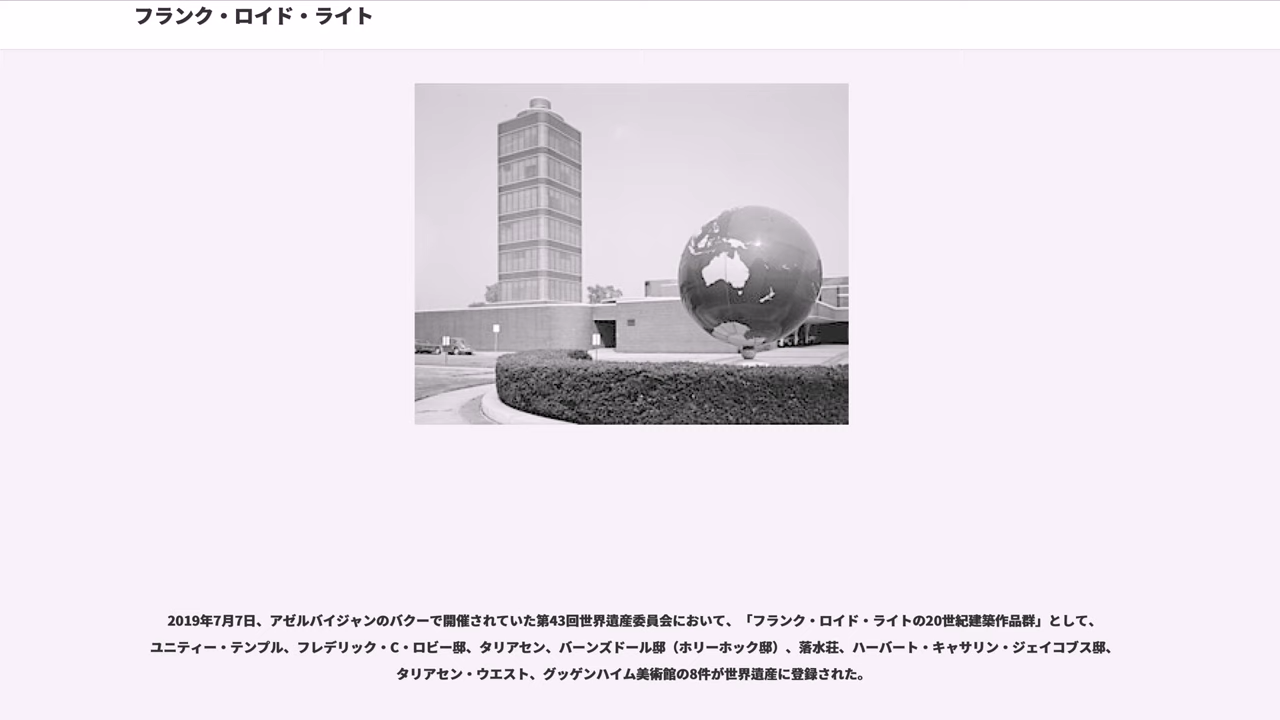 フランク・ロイド・ライト
2019年7月7日、アゼルバイジャンのバクーで開催されていた第43回世界遺産委員会において、「フランク・ロイド・ライトの20世紀建築作品群」として、
ユニティー・テンプル、フレデリック・C・ロビー邸、タリアセン、バーンズドール邸（ホリーホック邸）、落水荘、ハーバート・キャサリン・ジェイコブス邸、
タリアセン・ウエスト、グッゲンハイム美術館の8件が世界遺産に登録された。